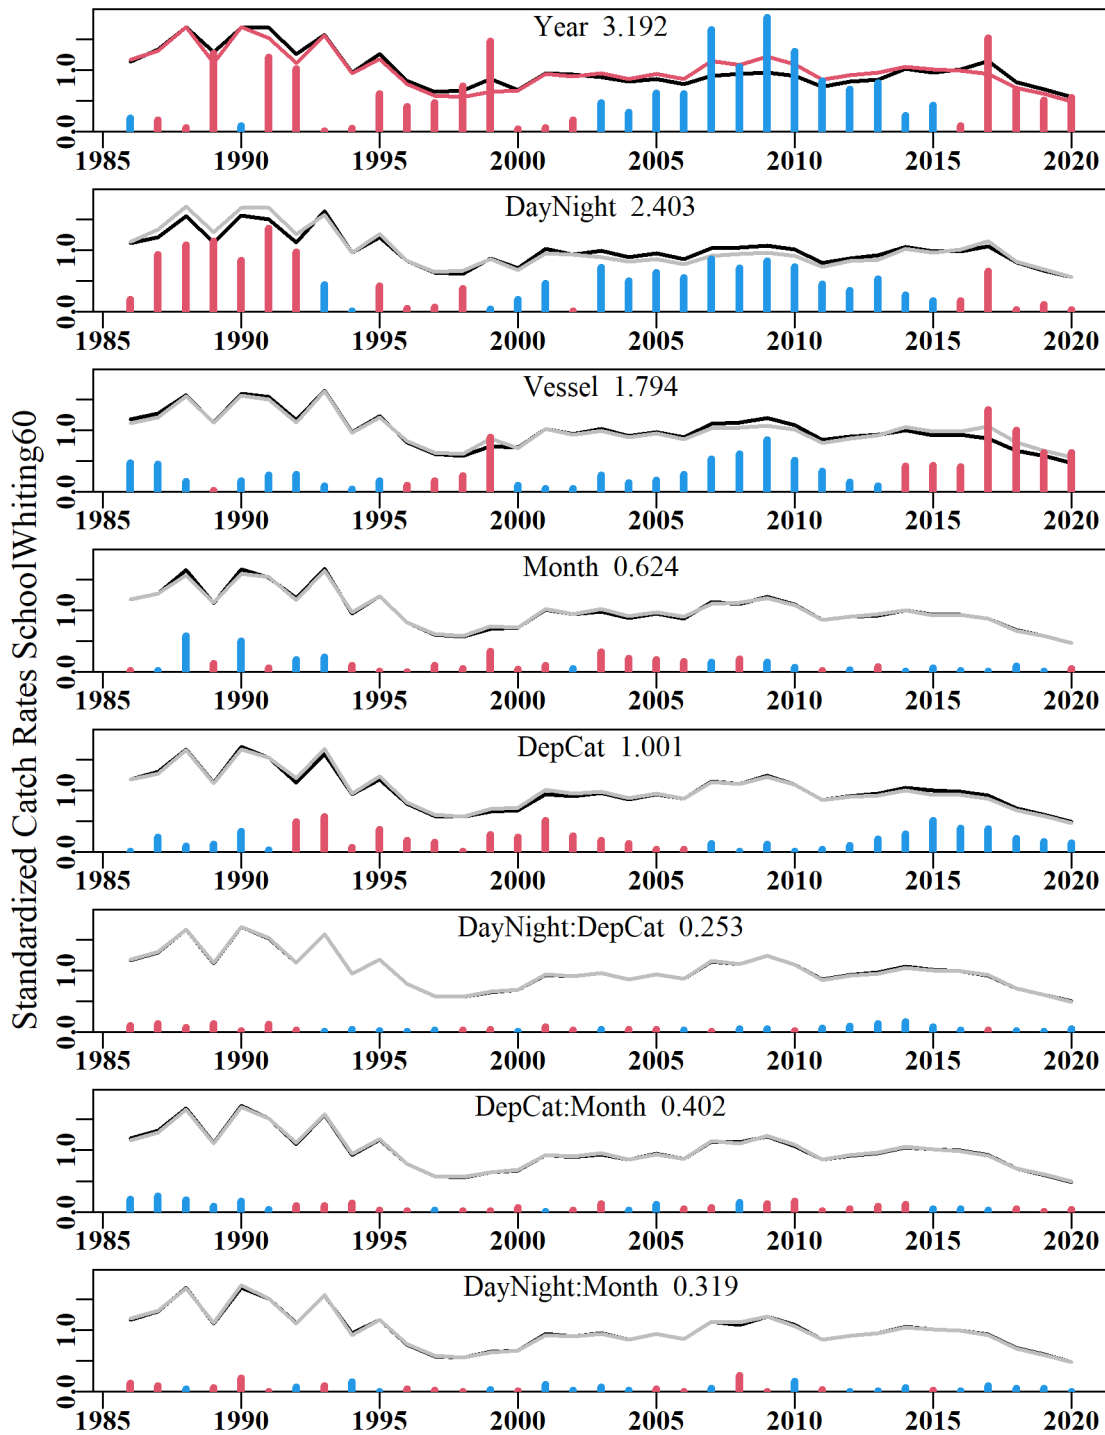 Standardized Catch Rates SchoolWhiting60
Year 3.192
0.0 1.0
1985 1990 1995 2000 2005 2010 2015 2020
DayNight 2.403
0.0 1.0
1985 1990 1995 2000 2005 2010 2015 2020
Vessel 1.794
0.0 1.0
1985 1990 1995 2000 2005 2010 2015 2020
Month 0.624
0.0 1.0
1985 1990 1995 2000 2005 2010 2015 2020
DepCat 1.001
0.0 1.0
1985 1990 1995 2000 2005 2010 2015 2020
DayNight:DepCat 0.253
0.0 1.0
1985 1990 1995 2000 2005 2010 2015 2020
DepCat:Month 0.402
0.0 1.0
1985 1990 1995 2000 2005 2010 2015 2020
DayNight:Month 0.319
0.0 1.0
1985 1990 1995 2000 2005 2010 2015 2020